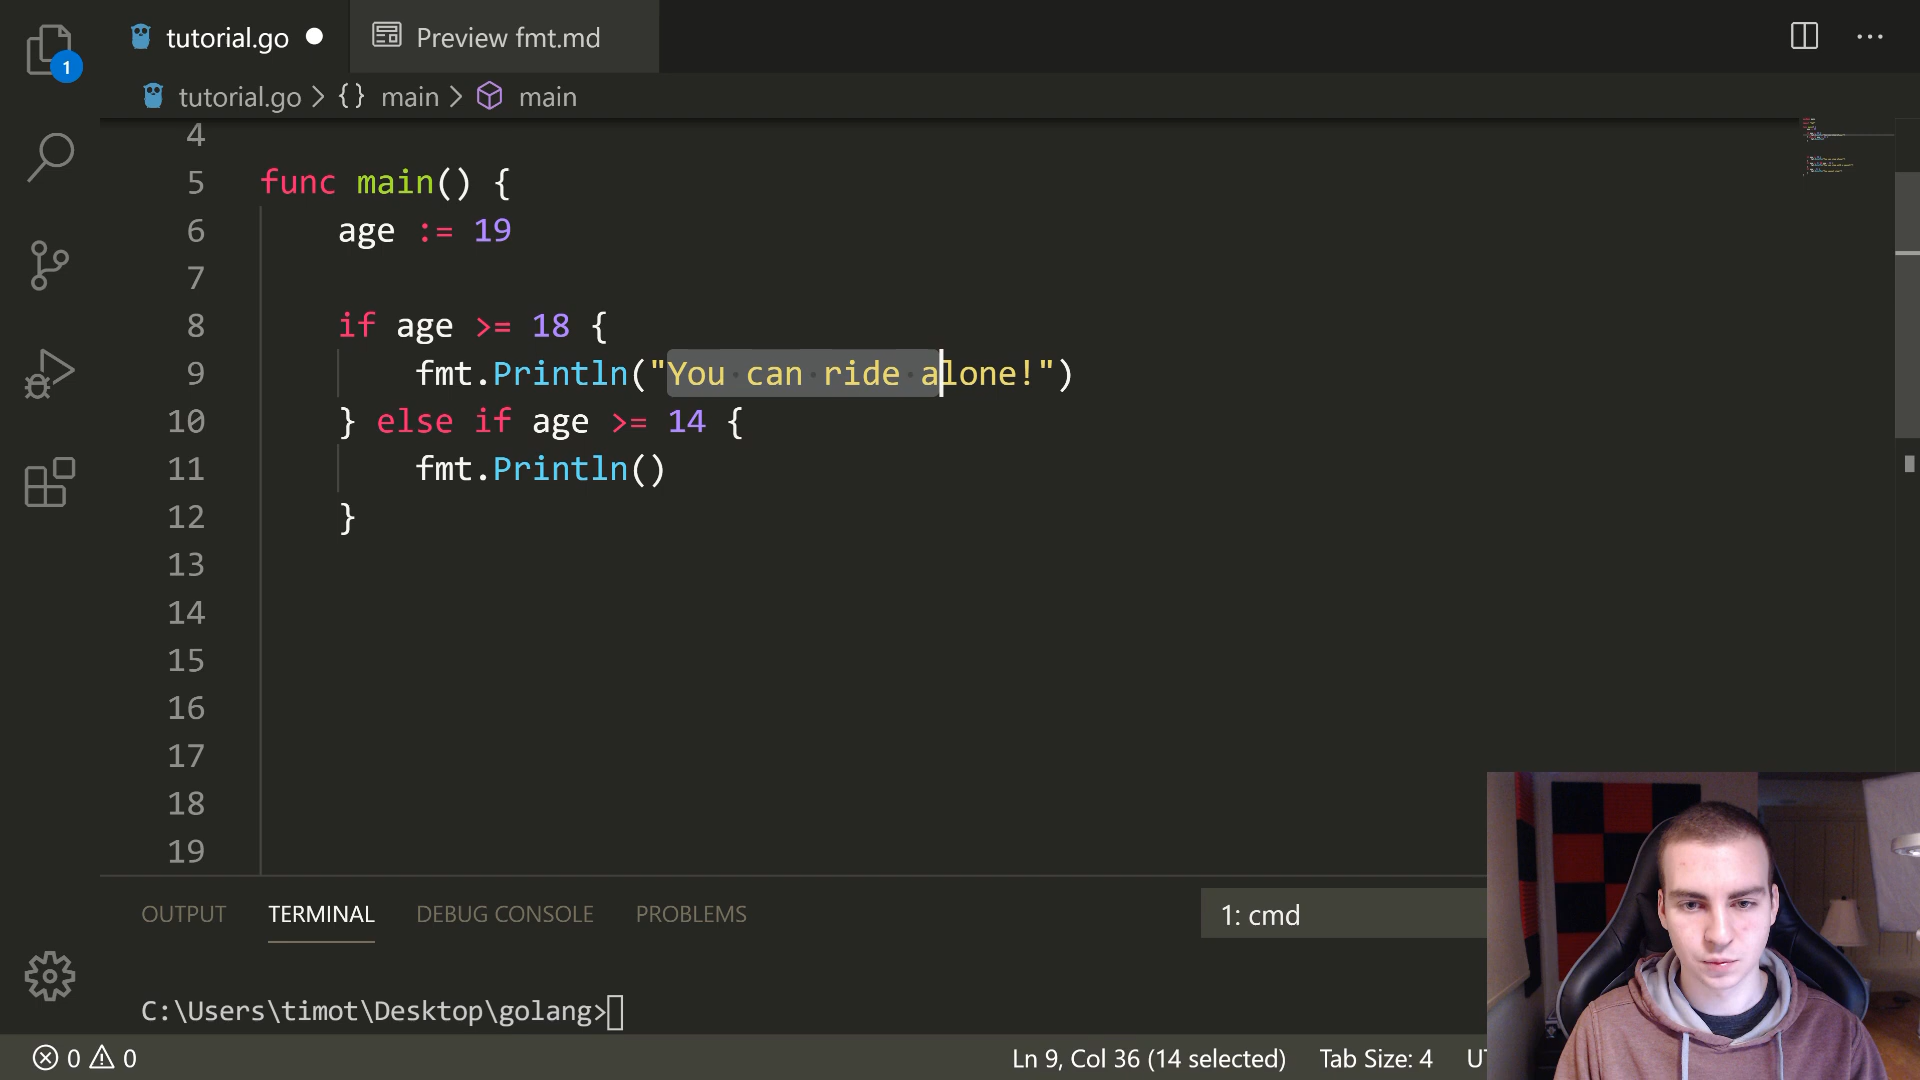 tutorial.go
Preview fmt.md
1
tutorial.go > {} main > main
4
5 func main() {
6 age := 19
7
8 if age >= 18 {
9 fmt.Println("You can ride alone!")
10 } else if age >= 14 {
11 fmt.Println()
12 }
13
14
15
16
17
18
19
OUTPUT TERMINAL DEBUG CONSOLE PROBLEMS 1: cmd
C:\Users\timot\Desktop\golang>
0 0 Ln 9, Col 36 (14 selected) Tab Size: 4